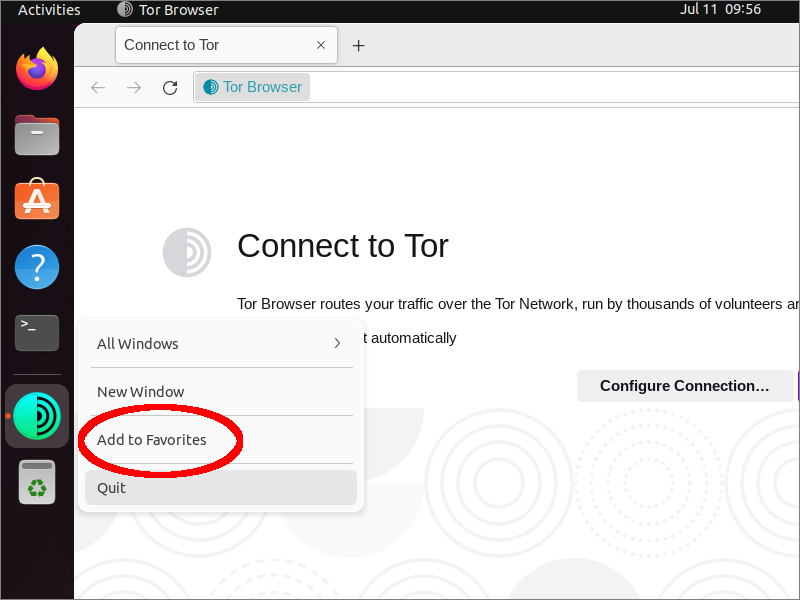 Activities Tor Browser Jul 11 09:56
Connect to Tor
Tor Browser
Connect to Tor
Tor Browser routes your traffic over the Tor Network, run by thousands of volunteers
t automatically
All Windows
Configure Connection…
New Window
Add to Favorites
Quit